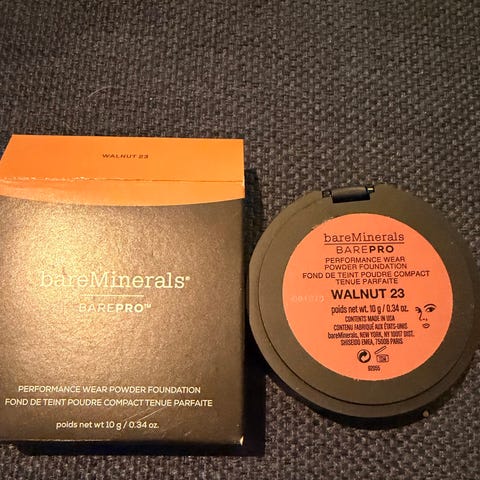 WALNUT 23
bareMinerals®
BAREPRO™
PERFORMANCE WEAR POWDER FOUNDATION
FOND DE TEINT POUDRE COMPACT TENUE PARFAITE
poids net wt 10 g / 0.34 oz.
bareMinerals
BAREPRO
PERFORMANCE WEAR
POWDER FOUNDATION
FOND DE TEINT POUDRE COMPACT
TENUE PARFAITE
WALNUT 23
poids net wt. 10 g / 0.34 oz.
CONTENTS MADE IN USA
CONTENU FABRIQUÉ AUX ÉTATS-UNIS
bareMinerals, NEW YORK, NY 10017 DIST.
SHISEIDO EMEA, 75008 PARIS